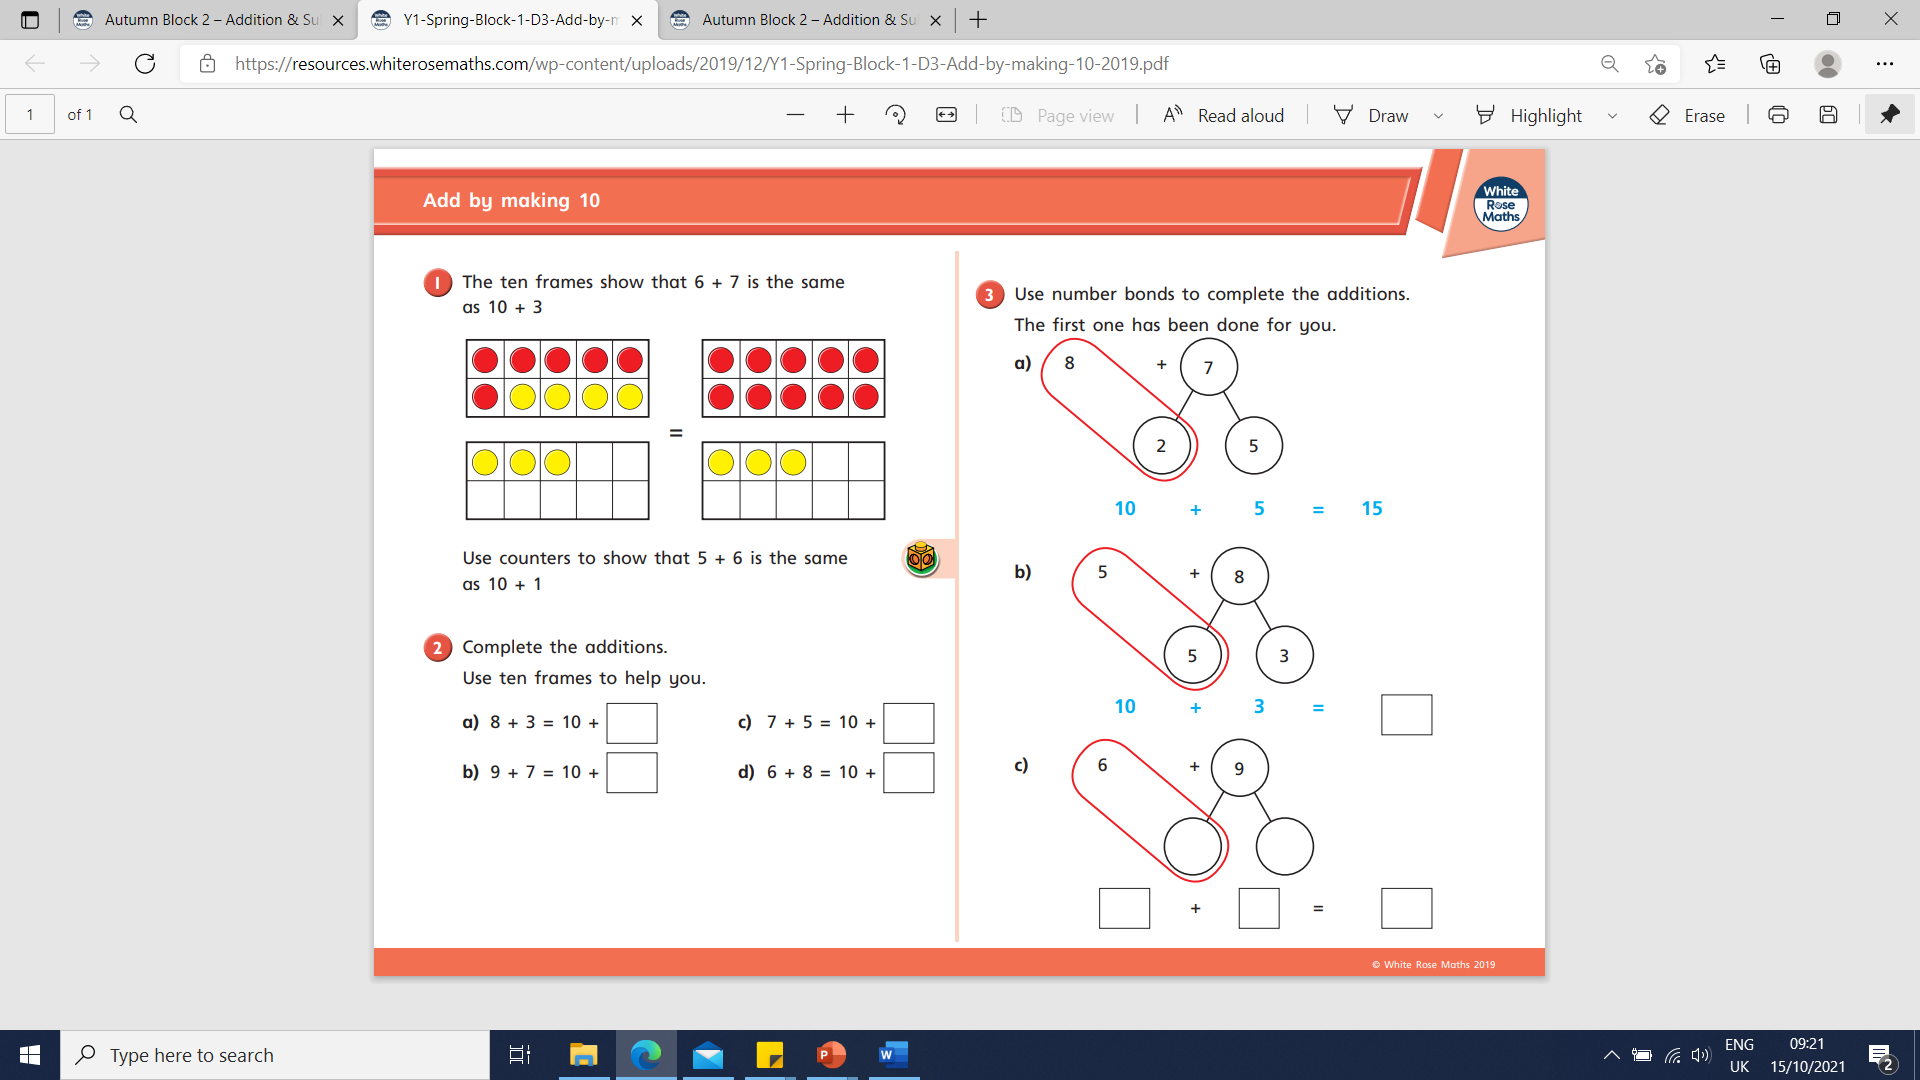 Autumn Block 2 – Addition & Su
Y1-Spring-Block-1-D3-Add-by-m
Autumn Block 2 – Addition & Su
https://resources.whiterosemaths.com/wp-content/uploads/2019/12/Y1-Spring-Block-1-D3-Add-by-making-10-2019.pdf
1 of 1
Page view
Read aloud
Draw
Highlight
Erase
Add by making 10
White
Rose
Maths
1 The ten frames show that 6 + 7 is the same
as 10 + 3
=
Use counters to show that 5 + 6 is the same
as 10 + 1
2 Complete the additions.
Use ten frames to help you.
a) 8 + 3 = 10 +
c) 7 + 5 = 10 +
b) 9 + 7 = 10 +
d) 6 + 8 = 10 +
3 Use number bonds to complete the additions.
The first one has been done for you.
a) 8 + 7
2 5
10 + 5 = 15
b) 5 + 8
5 3
10 + 3 =
c) 6 + 9
+ =
© White Rose Maths 2019
Type here to search
ENG
UK
09:21
15/10/2021
2